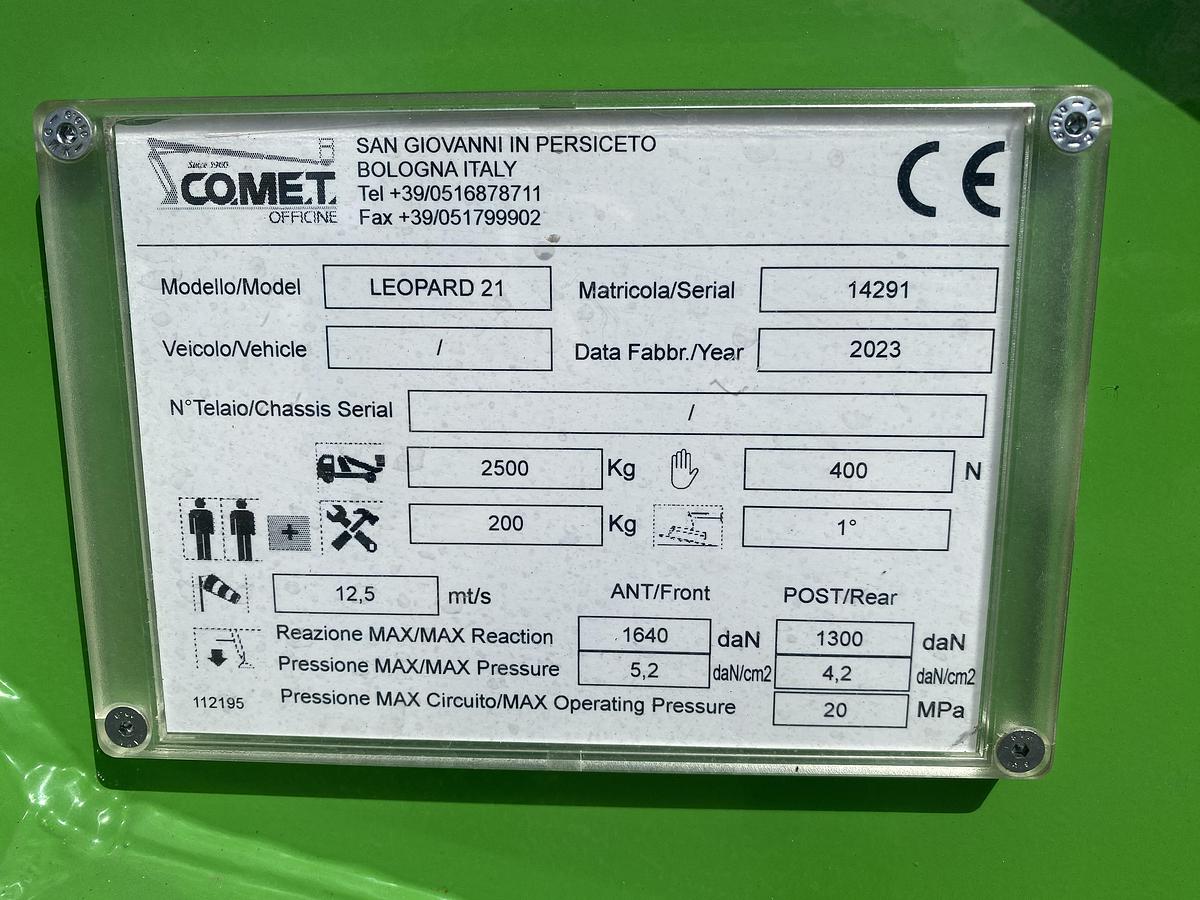 Since 1960
CO.ME.T.
OFFICINE
SAN GIOVANNI IN PERSICETO
BOLOGNA ITALY
Tel +39/0516878711
Fax +39/051799902
CE
Modello/Model LEOPARD 21 Matricola/Serial 14291
Veicolo/Vehicle / Data Fabbr./Year 2023
N°Telaio/Chassis Serial /
2500 Kg 400 N
+ 200 Kg 1°
12,5 mt/s ANT/Front POST/Rear
Reazione MAX/MAX Reaction 1640 daN 1300 daN
Pressione MAX/MAX Pressure 5,2 daN/cm2 4,2 daN/cm2
112195 Pressione MAX Circuito/MAX Operating Pressure 20 MPa